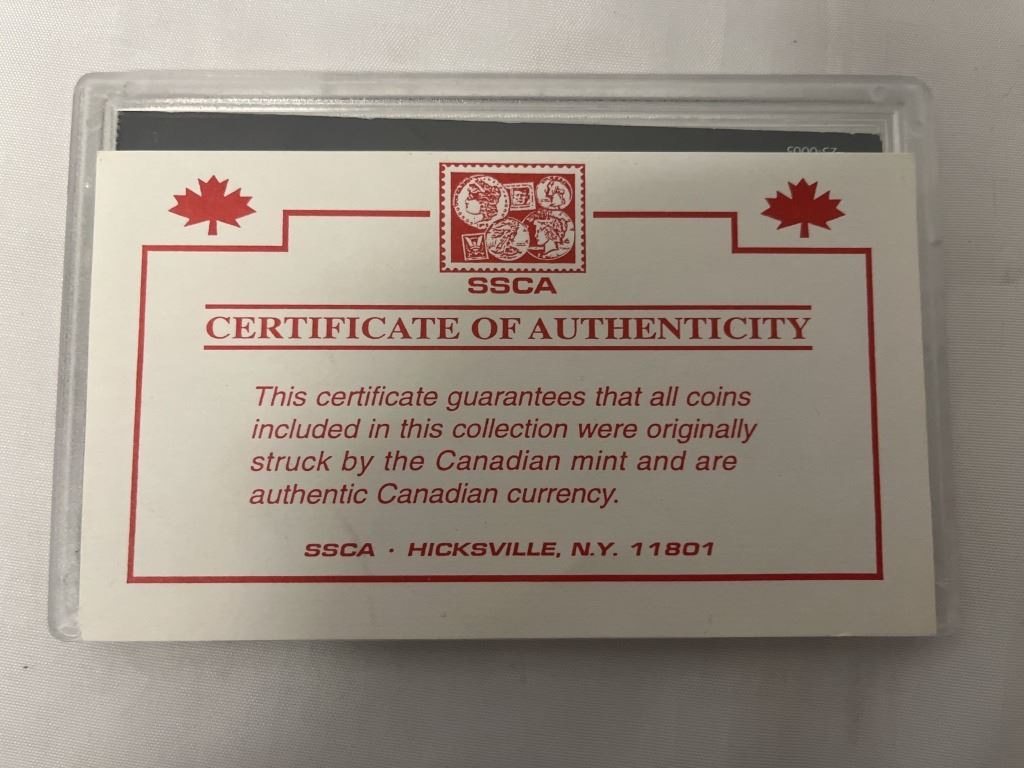 SSCA
CERTIFICATE OF AUTHENTICITY
This certificate guarantees that all coins
included in this collection were originally
struck by the Canadian mint and are
authentic Canadian currency.
SSCA · HICKSVILLE, N.Y. 11801